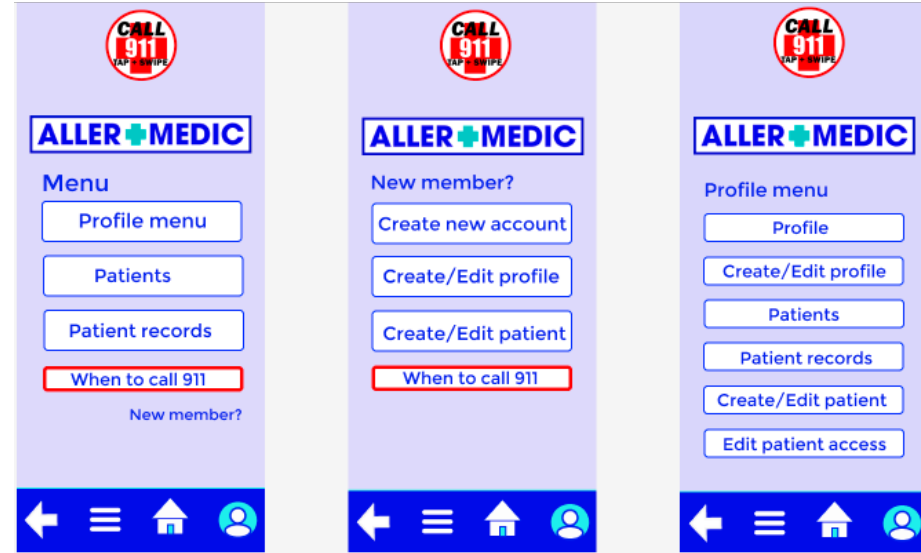 CALL
911
TAP + SWIPE
ALLER MEDIC
Menu
Profile menu
Patients
Patient records
When to call 911
New member?
CALL
911
TAP + SWIPE
ALLER MEDIC
New member?
Create new account
Create/Edit profile
Create/Edit patient
When to call 911
CALL
911
TAP + SWIPE
ALLER MEDIC
Profile menu
Profile
Create/Edit profile
Patients
Patient records
Create/Edit patient
Edit patient access